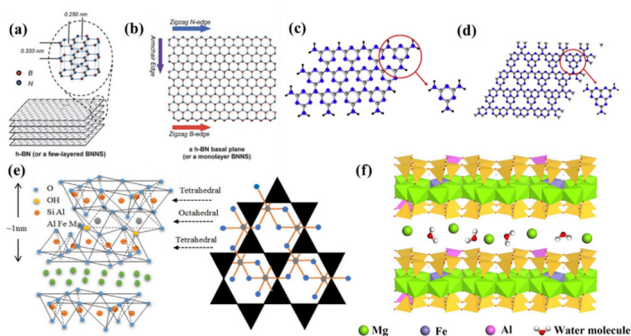 (a)
0.250 nm
0.333 nm
B
N
h-BN (or a few-layered BNNS)
(b)
Zigzag N-edge
Armchair Edge
Zigzag B-edge
a h-BN basal plane
(or a monolayer BNNS)
(c)
(d)
(e)
~1nm
O
OH
Si Al
Al Fe M
Tetrahedral
Octahedral
Tetrahedral
(f)
Mg
Fe
Al
Water molecule